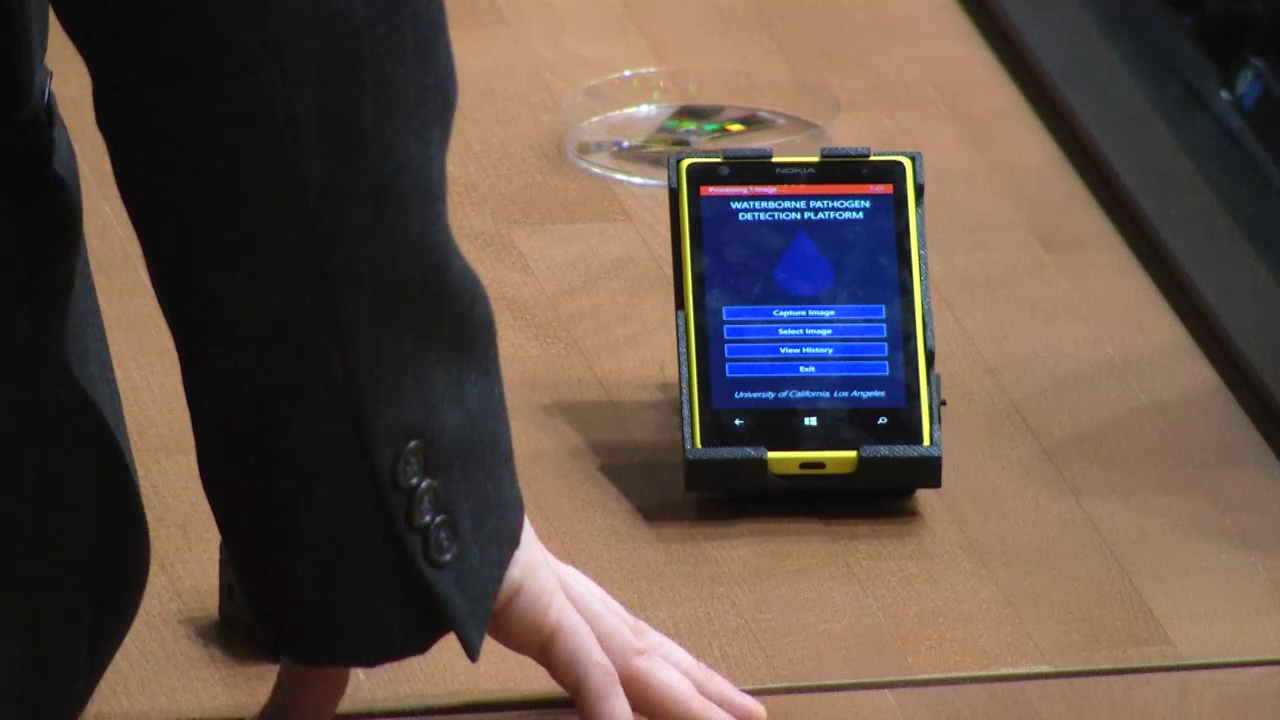 NOKIA
Processing 1 Image
WATERBORNE PATHOGEN
DETECTION PLATFORM
Capture Image
Select Image
View History
Exit
University of California, Los Angeles